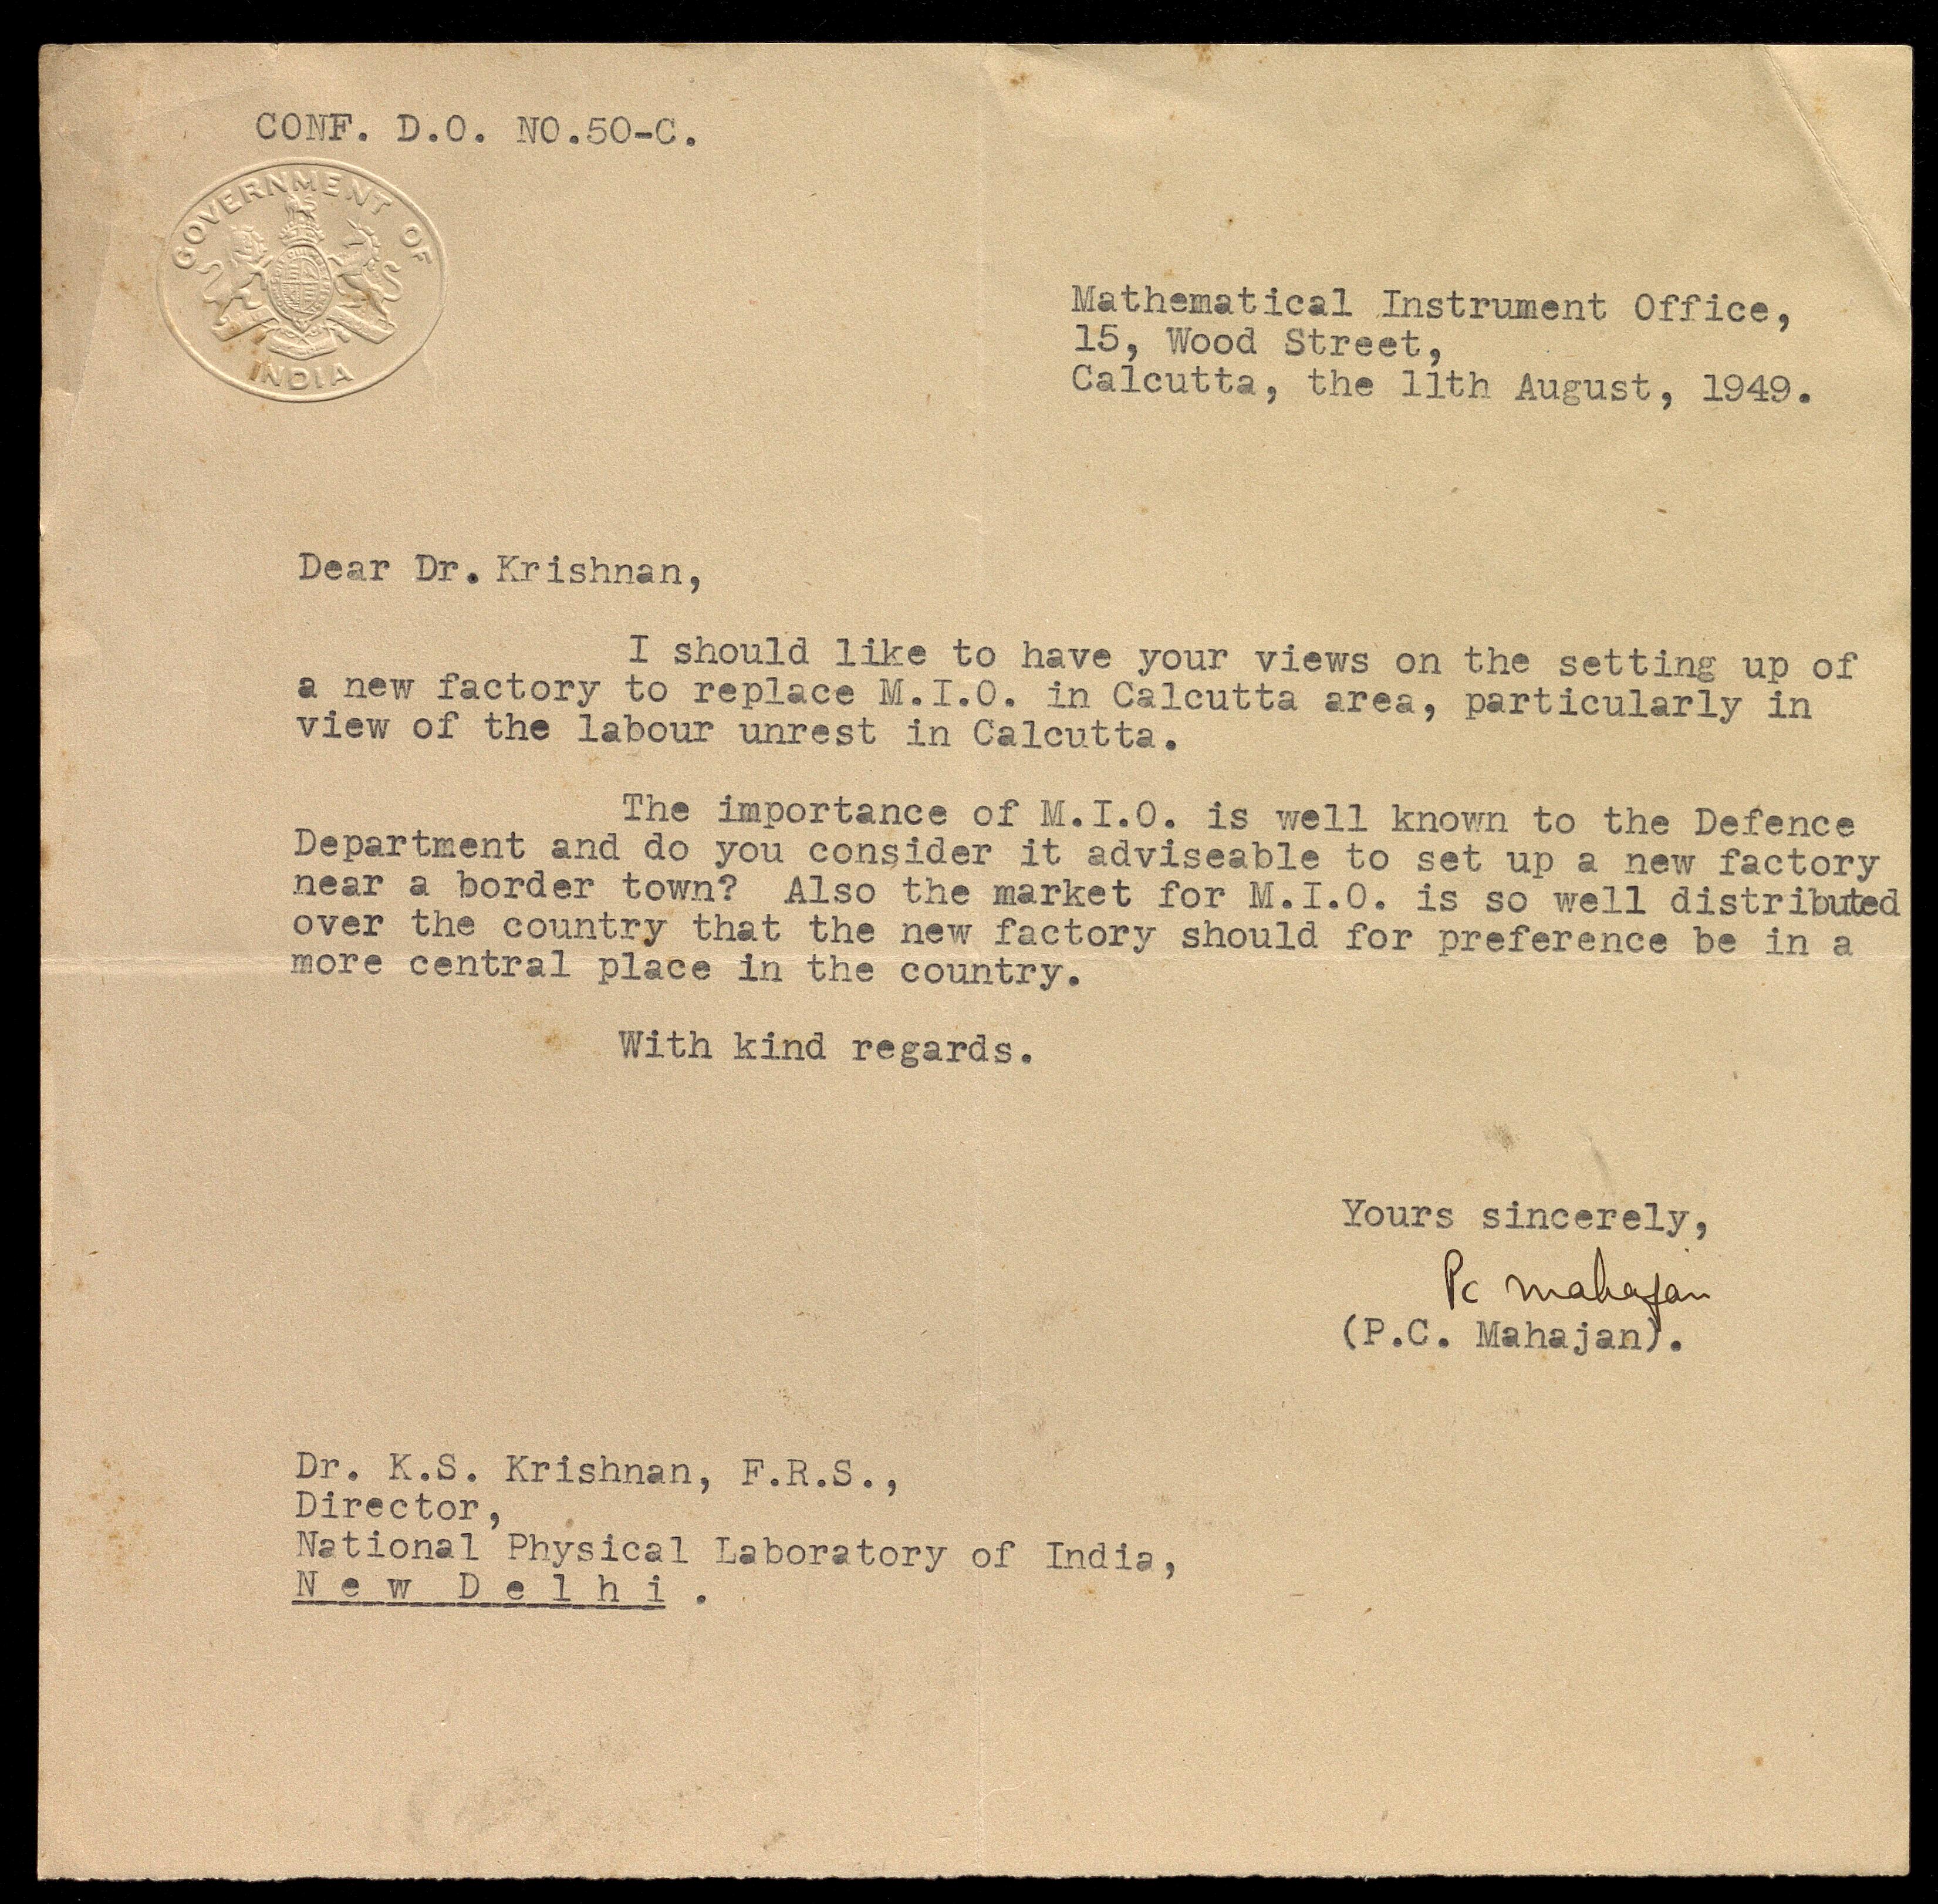 CONF. D.O. NO.50-C.
GOVERNMENT OF
INDIA
Mathematical Instrument Office,
15, Wood Street,
Calcutta, the 11th August, 1949.
Dear Dr. Krishnan,
I should like to have your views on the setting up of
a new factory to replace M.I.O. in Calcutta area, particularly in
view of the labour unrest in Calcutta.
The importance of M.I.O. is well known to the Defence
Department and do you consider it adviseable to set up a new factory
near a border town? Also the market for M.I.O. is so well distributed
over the country that the new factory should for preference be in a
more central place in the country.
With kind regards.
Yours sincerely,
Pc mahajan
(P.C. Mahajan).
Dr. K.S. Krishnan, F.R.S.,
Director,
National Physical Laboratory of India,
N e w D e l h i .